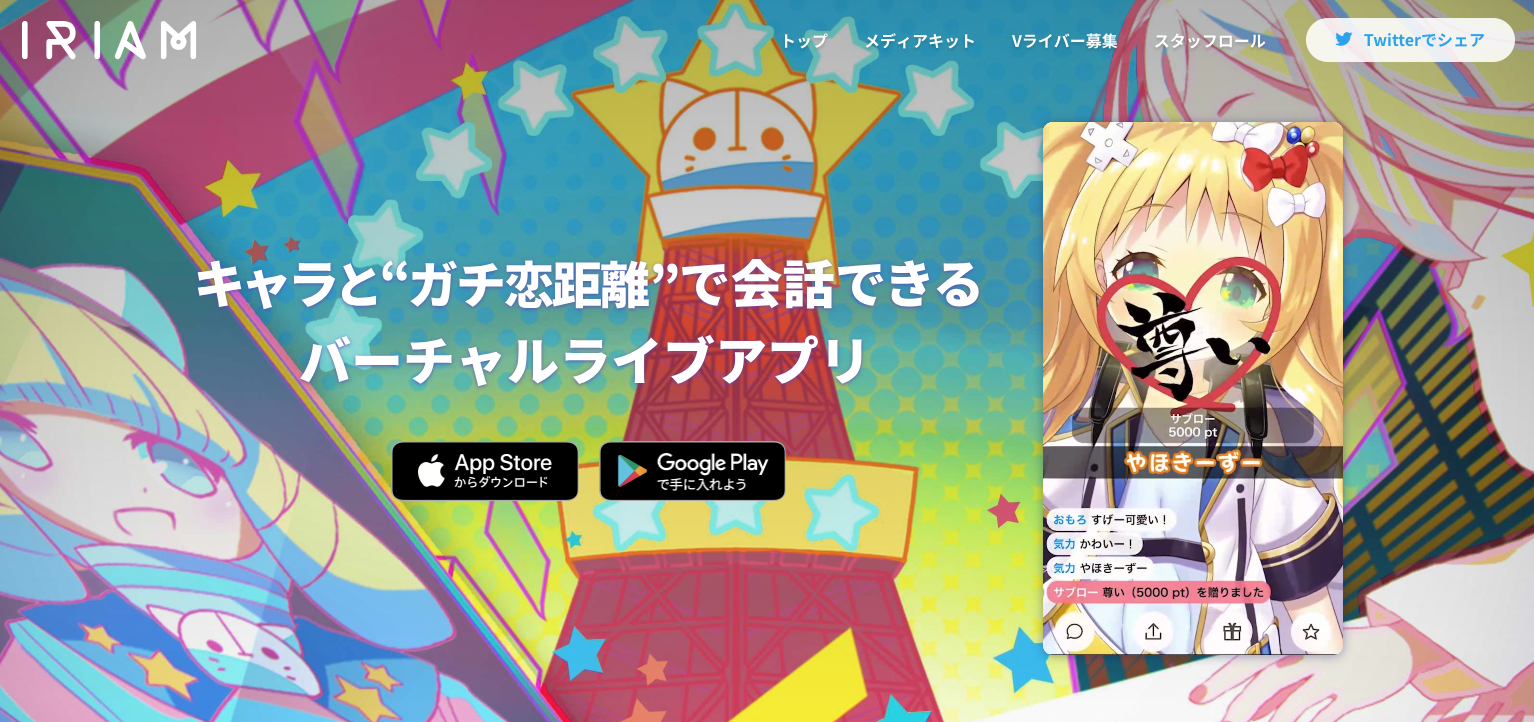 IRIAM
トップ
メディアキット
Vライバー募集
スタッフロール
Twitterでシェア
キャラと“ガチ恋距離”で会話できる
バーチャルライブアプリ
App Store
からダウンロード
Google Play
で手に入れよう
尊い
サブロー
5000 pt
やほきーずー
おもろ すげー可愛い！
気力 かわいー！
気力 やほきーずー
サブロー 尊い（5000 pt）を贈りました